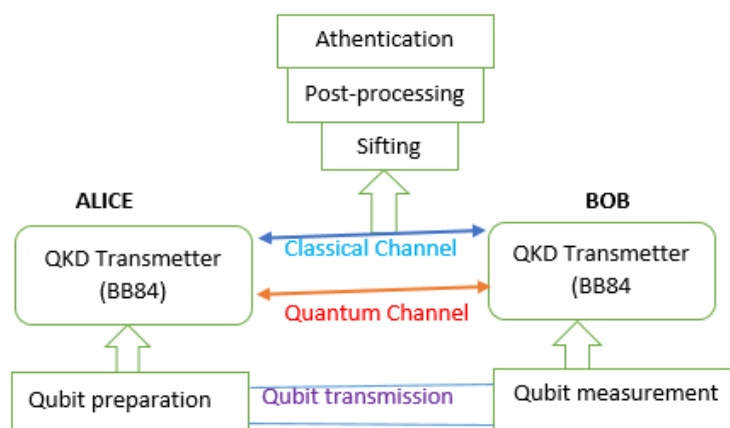 Athentication
Post-processing
Sifting
ALICE
BOB
QKD Transmetter
(BB84)
Classical Channel
QKD Transmetter
(BB84
Quantum Channel
Qubit preparation
Qubit transmission
Qubit measurement